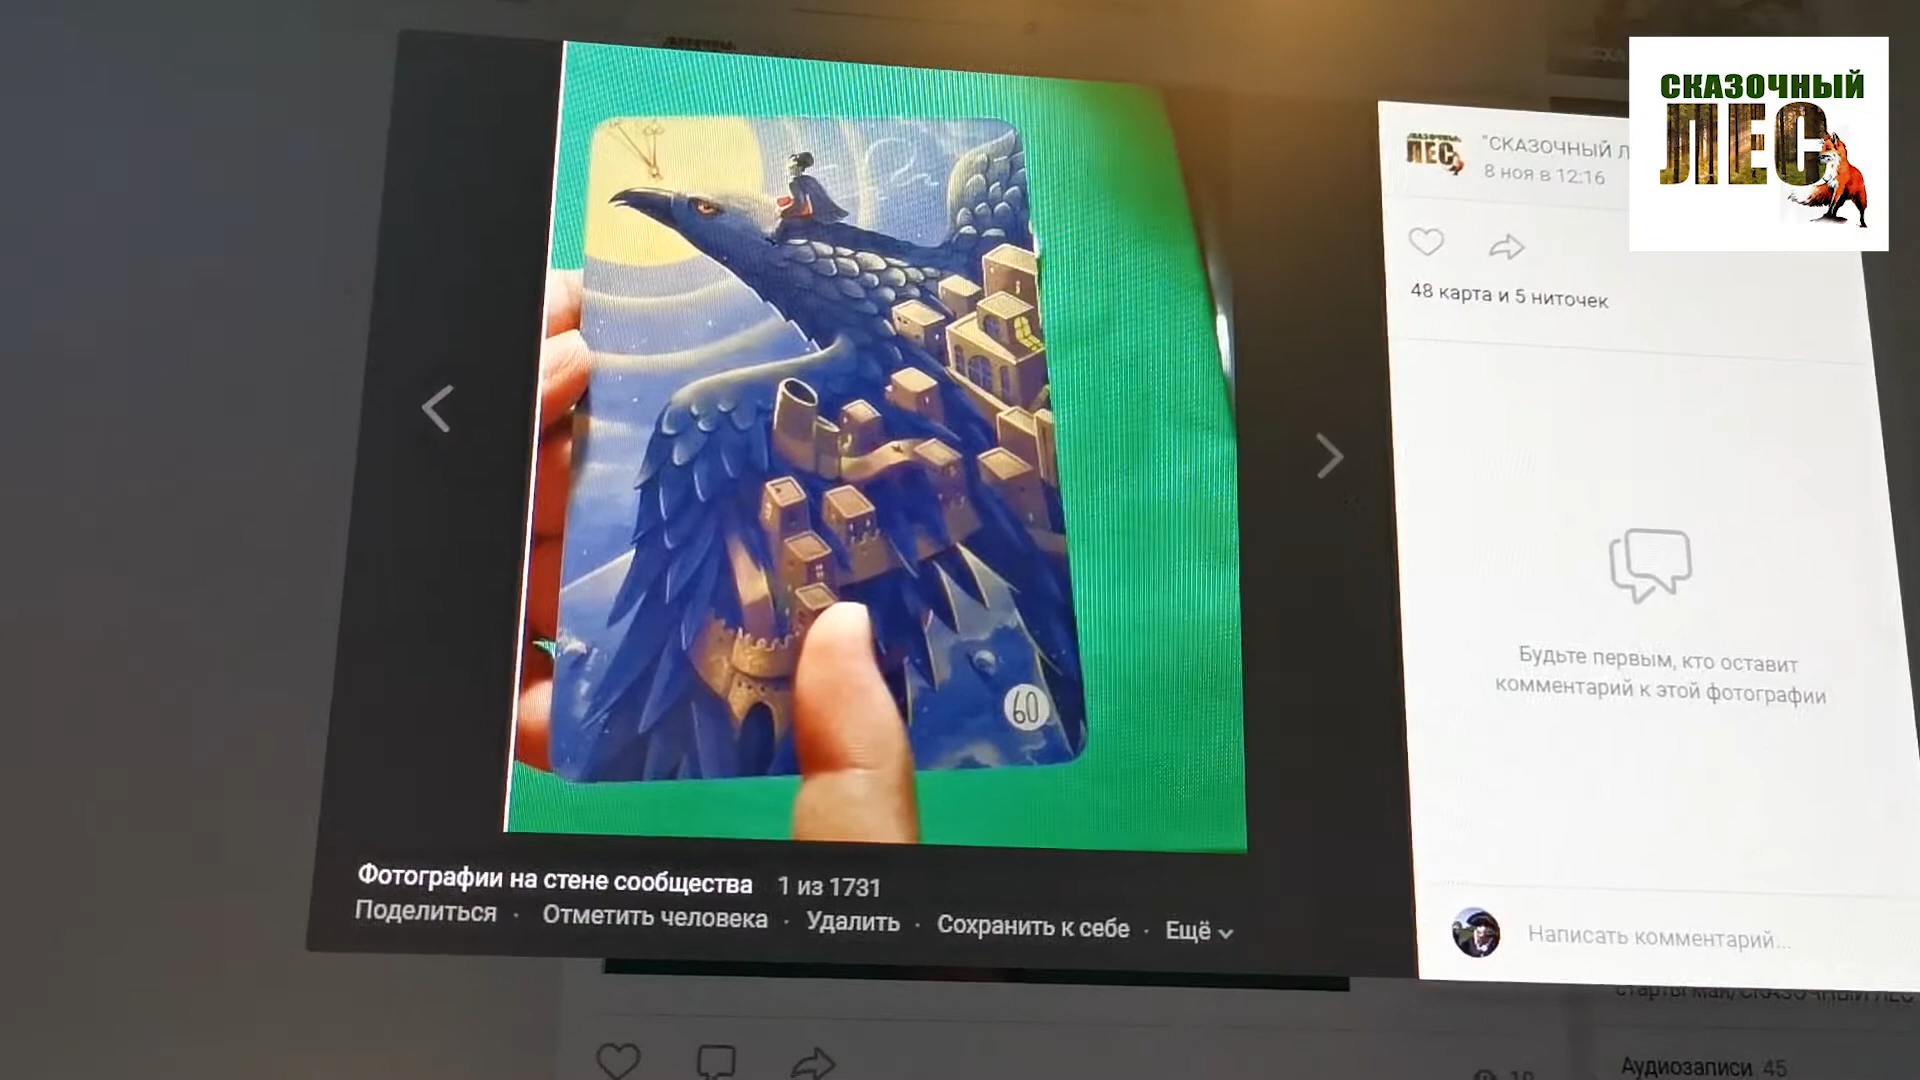 СКАЗОЧНЫЙ
ЛЕС
ЛЕС
"СКАЗОЧНЫЙ Л
8 ноя в 12:16
48 карта и 5 ниточек
60
Будьте первым, кто оставит
комментарий к этой фотографии
Фотографии на стене сообщества 1 из 1731
Поделиться · Отметить человека · Удалить · Сохранить к себе · Ещё
Написать комментарий...
Аудиозаписи 45